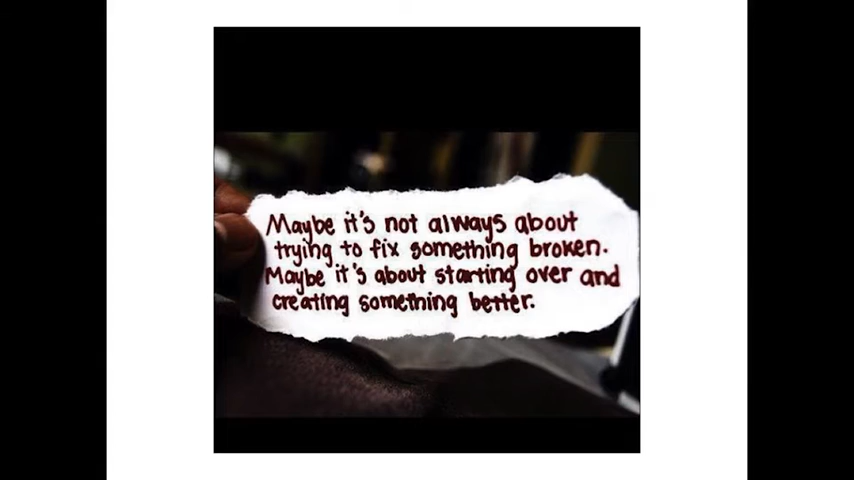 Maybe it's not always about
trying to fix something broken.
Maybe it's about starting over and
creating something better.